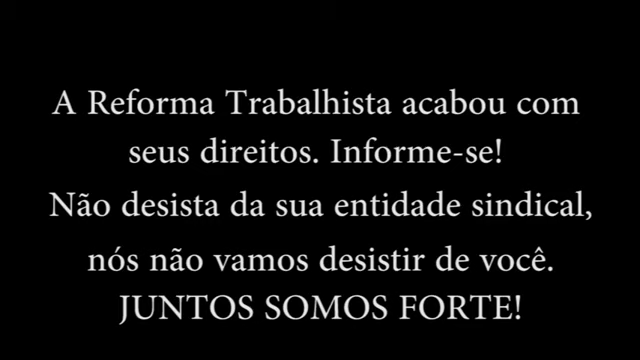 A Reforma Trabalhista acabou com
seus direitos. Informe-se!
Não desista da sua entidade sindical,
nós não vamos desistir de você.
JUNTOS SOMOS FORTE!